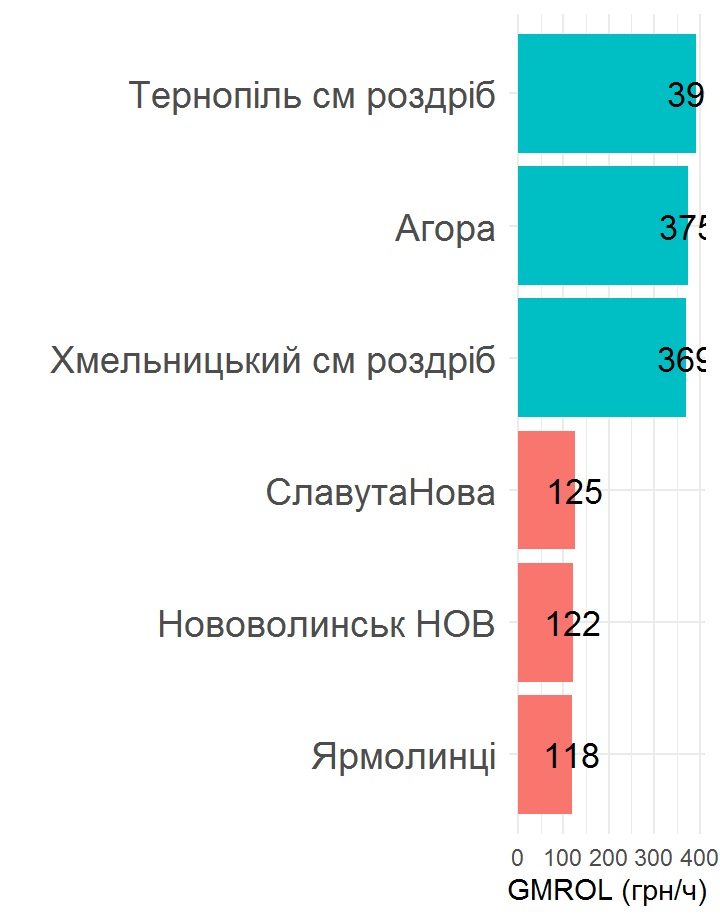 Тернопіль см роздріб
Агора
375
Хмельницький см роздріб
369
СлавутаНова
125
Нововолинськ НОВ
122
Ярмолинці
118
0 100 200 300 400
GMROL (грн/ч)